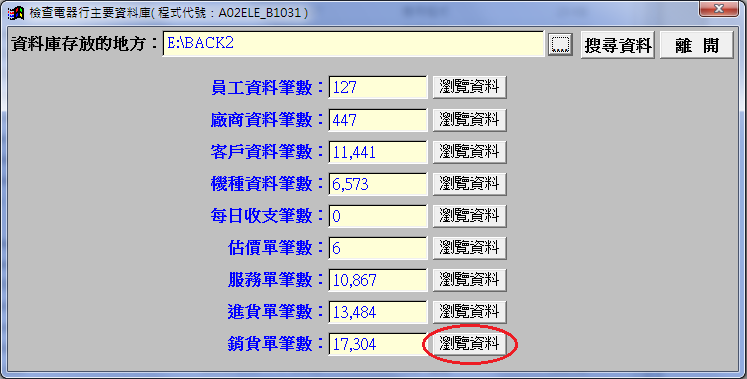 檢查電器行主要資料庫( 程式代號：A02ELE_B1031 )
資料庫存放的地方： E:\BACK2 ... 搜尋資料 離 開
員工資料筆數： 127 瀏覽資料
廠商資料筆數： 447 瀏覽資料
客戶資料筆數： 11,441 瀏覽資料
機種資料筆數： 6,573 瀏覽資料
每日收支筆數： 0 瀏覽資料
估價單筆數： 6 瀏覽資料
服務單筆數： 10,867 瀏覽資料
進貨單筆數： 13,484 瀏覽資料
銷貨單筆數： 17,304 瀏覽資料